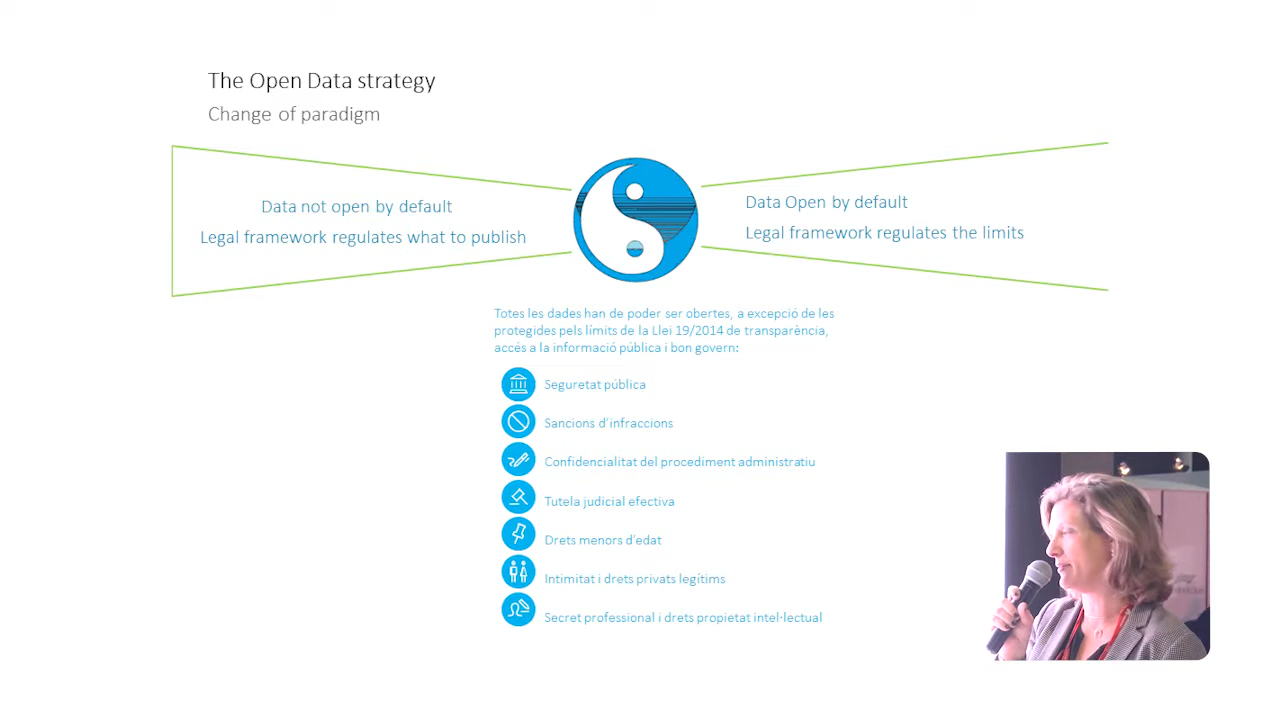 The Open Data strategy
Change of paradigm
Data not open by default
Legal framework regulates what to publish
Data Open by default
Legal framework regulates the limits
Totes les dades han de poder ser obertes, a excepció de les
protegides pels límits de la Llei 19/2014 de transparència,
accés a la informació pública i bon govern:
Seguretat pública
Sancions d'infraccions
Confidencialitat del procediment administratiu
Tutela judicial efectiva
Drets menors d'edat
Intimitat i drets privats legítims
Secret professional i drets propietat intel·lectual